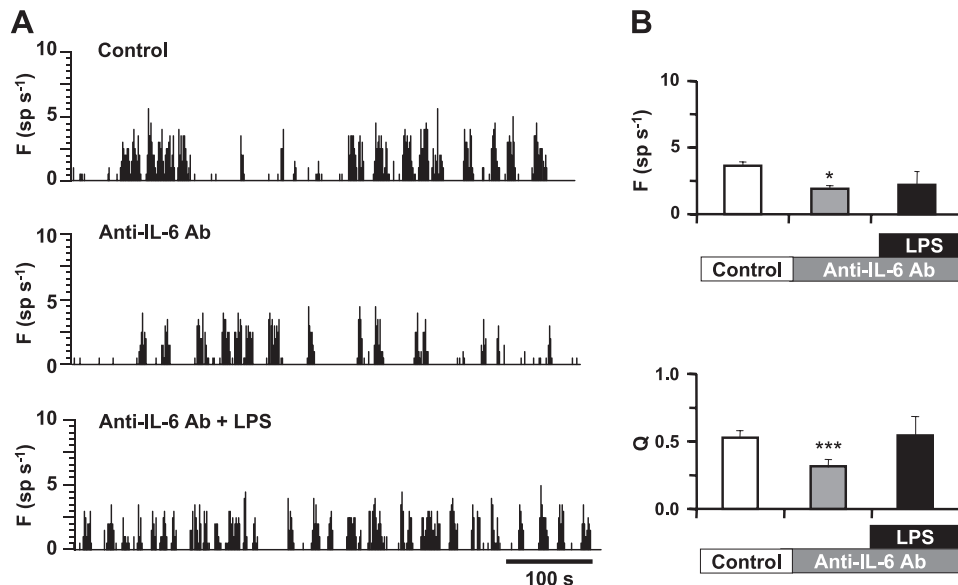 A
Control
10
5
0
F (sp s⁻¹)
Anti-IL-6 Ab
10
5
0
F (sp s⁻¹)
Anti-IL-6 Ab + LPS
10
5
0
F (sp s⁻¹)
100 s
B
10
5
0
F (sp s⁻¹)
*
LPS
Control Anti-IL-6 Ab
1.0
0.5
0.0
Q
***
LPS
Control Anti-IL-6 Ab